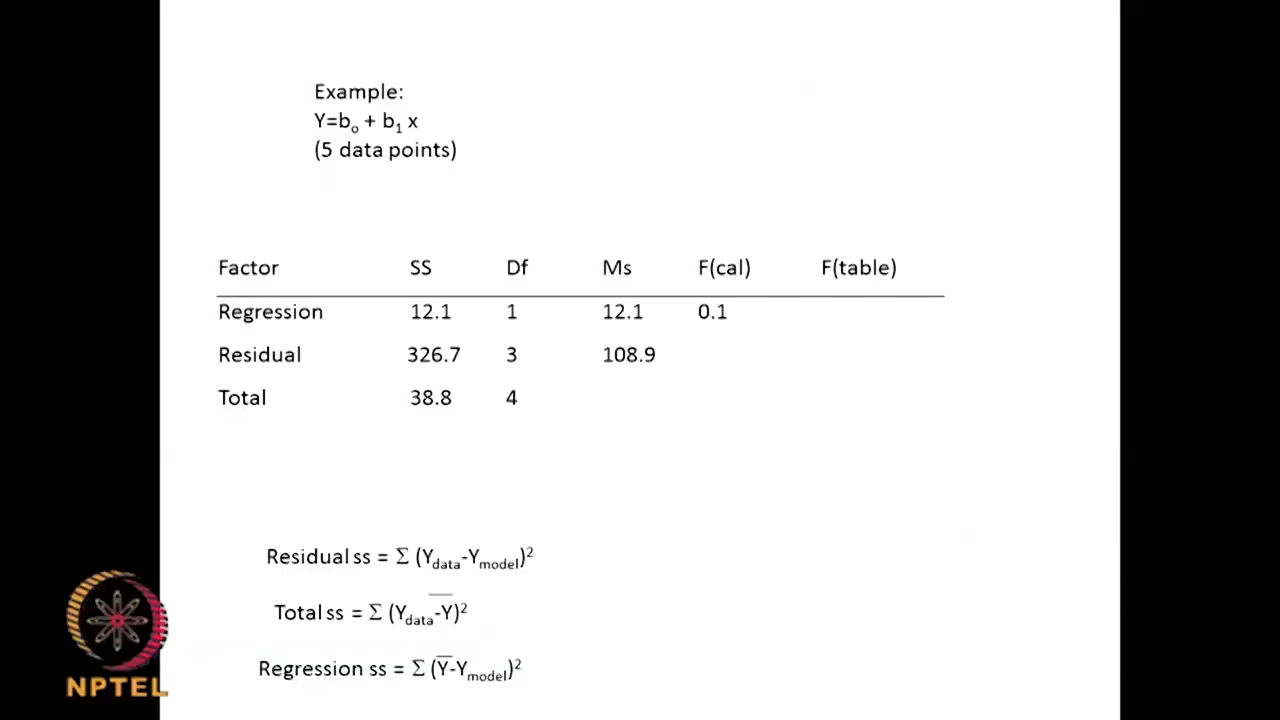 Example:
Y=bo + b1 x
(5 data points)
Factor SS Df Ms F(cal) F(table)
Regression 12.1 1 12.1 0.1
Residual 326.7 3 108.9
Total 38.8 4
Residual ss = Σ (Ydata-Ymodel)²
Total ss = Σ (Ydata-Y̅)²
Regression ss = Σ (Y̅-Ymodel)²
NPTEL